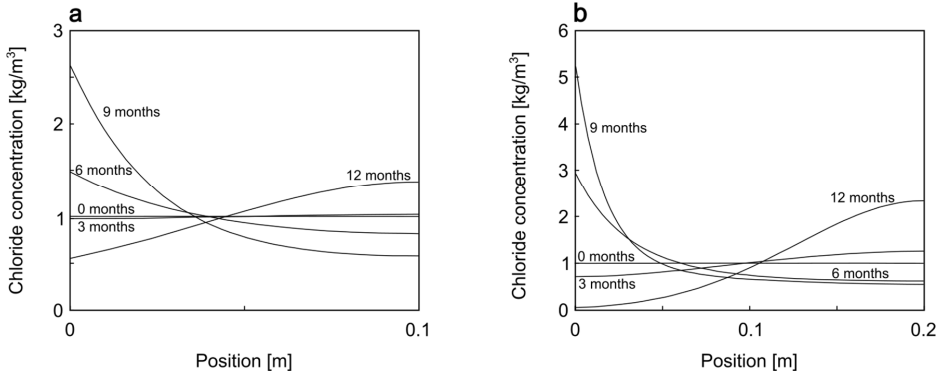 a
3
2
1
0
0
0.1
Chloride concentration [kg/m³]
Position [m]
9 months
6 months
0 months
3 months
12 months
b
6
5
4
3
2
1
0
0
0.1
0.2
Chloride concentration [kg/m³]
Position [m]
9 months
12 months
0 months
3 months
6 months